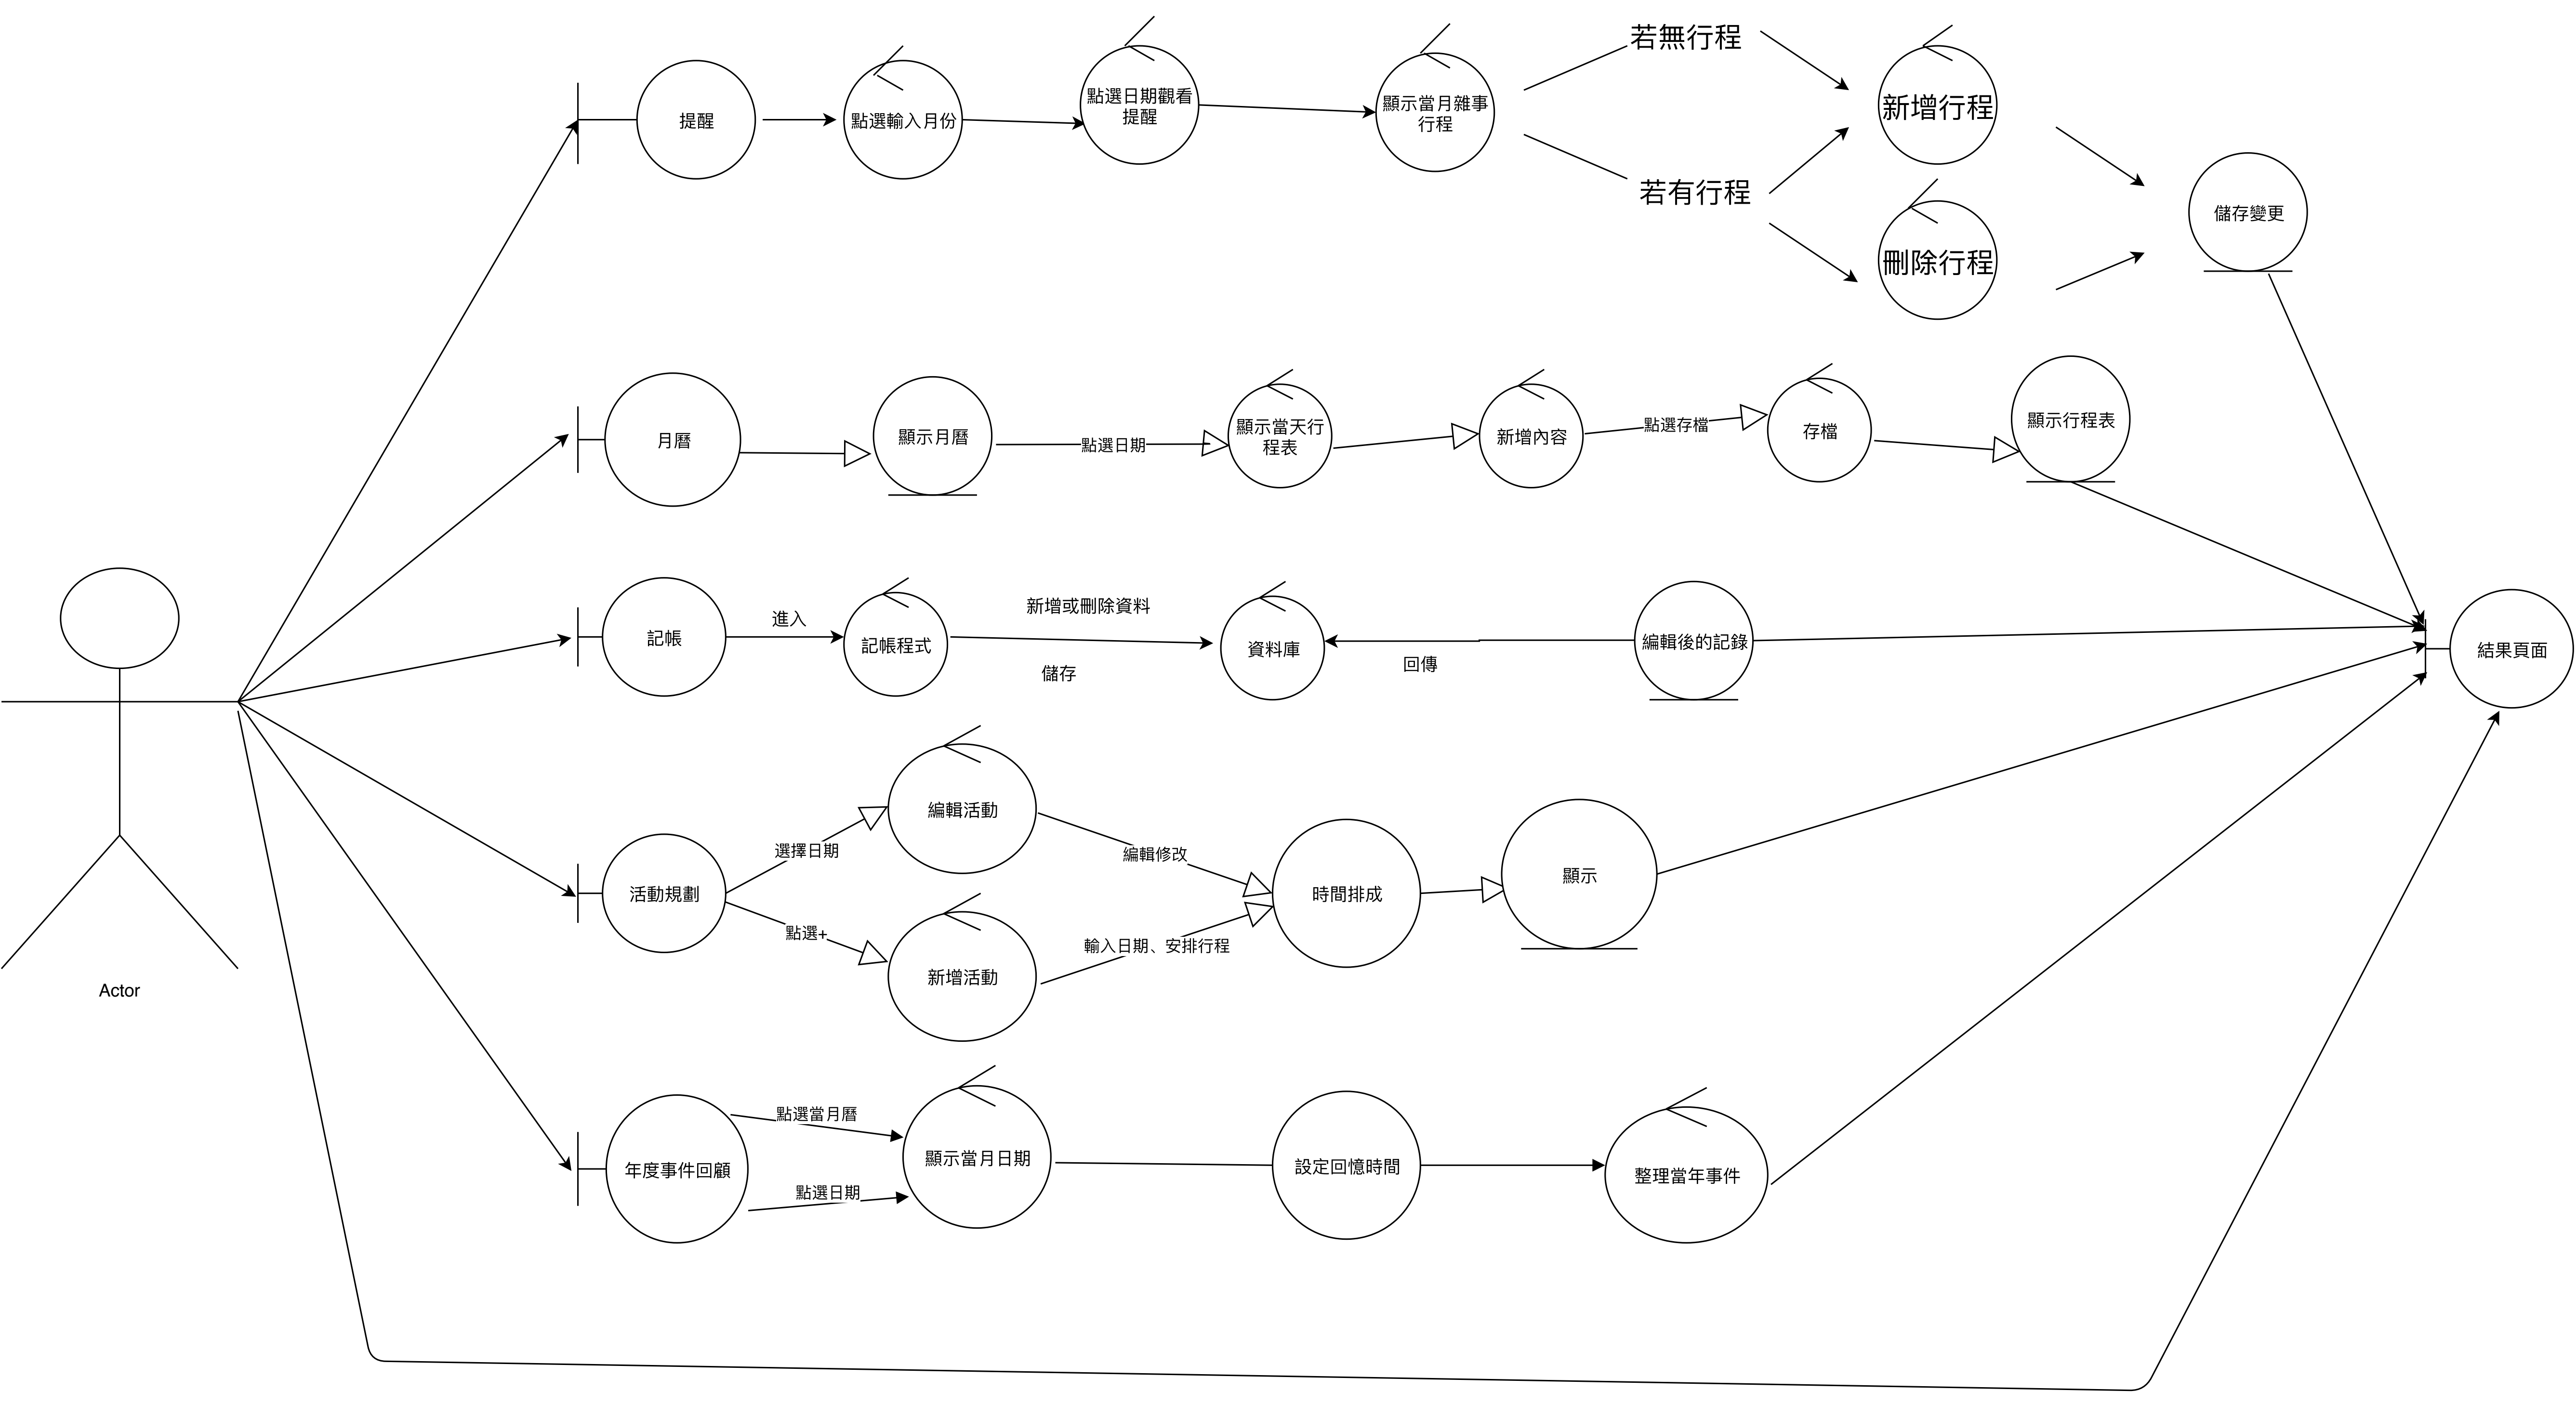 若無行程
新增行程
提醒
點選輸入月份
點選日期觀看
提醒
顯示當月雜事
行程
若有行程
刪除行程
儲存變更
月曆
顯示月曆
點選日期
顯示當天行
程表
新增內容
點選存檔
存檔
顯示行程表
記帳
進入
記帳程式
新增或刪除資料
儲存
資料庫
回傳
編輯後的記錄
結果頁面
Actor
活動規劃
選擇日期
點選+
編輯活動
新增活動
編輯修改
輸入日期、安排行程
時間排成
顯示
年度事件回顧
點選當月曆
點選日期
顯示當月日期
設定回憶時間
整理當年事件